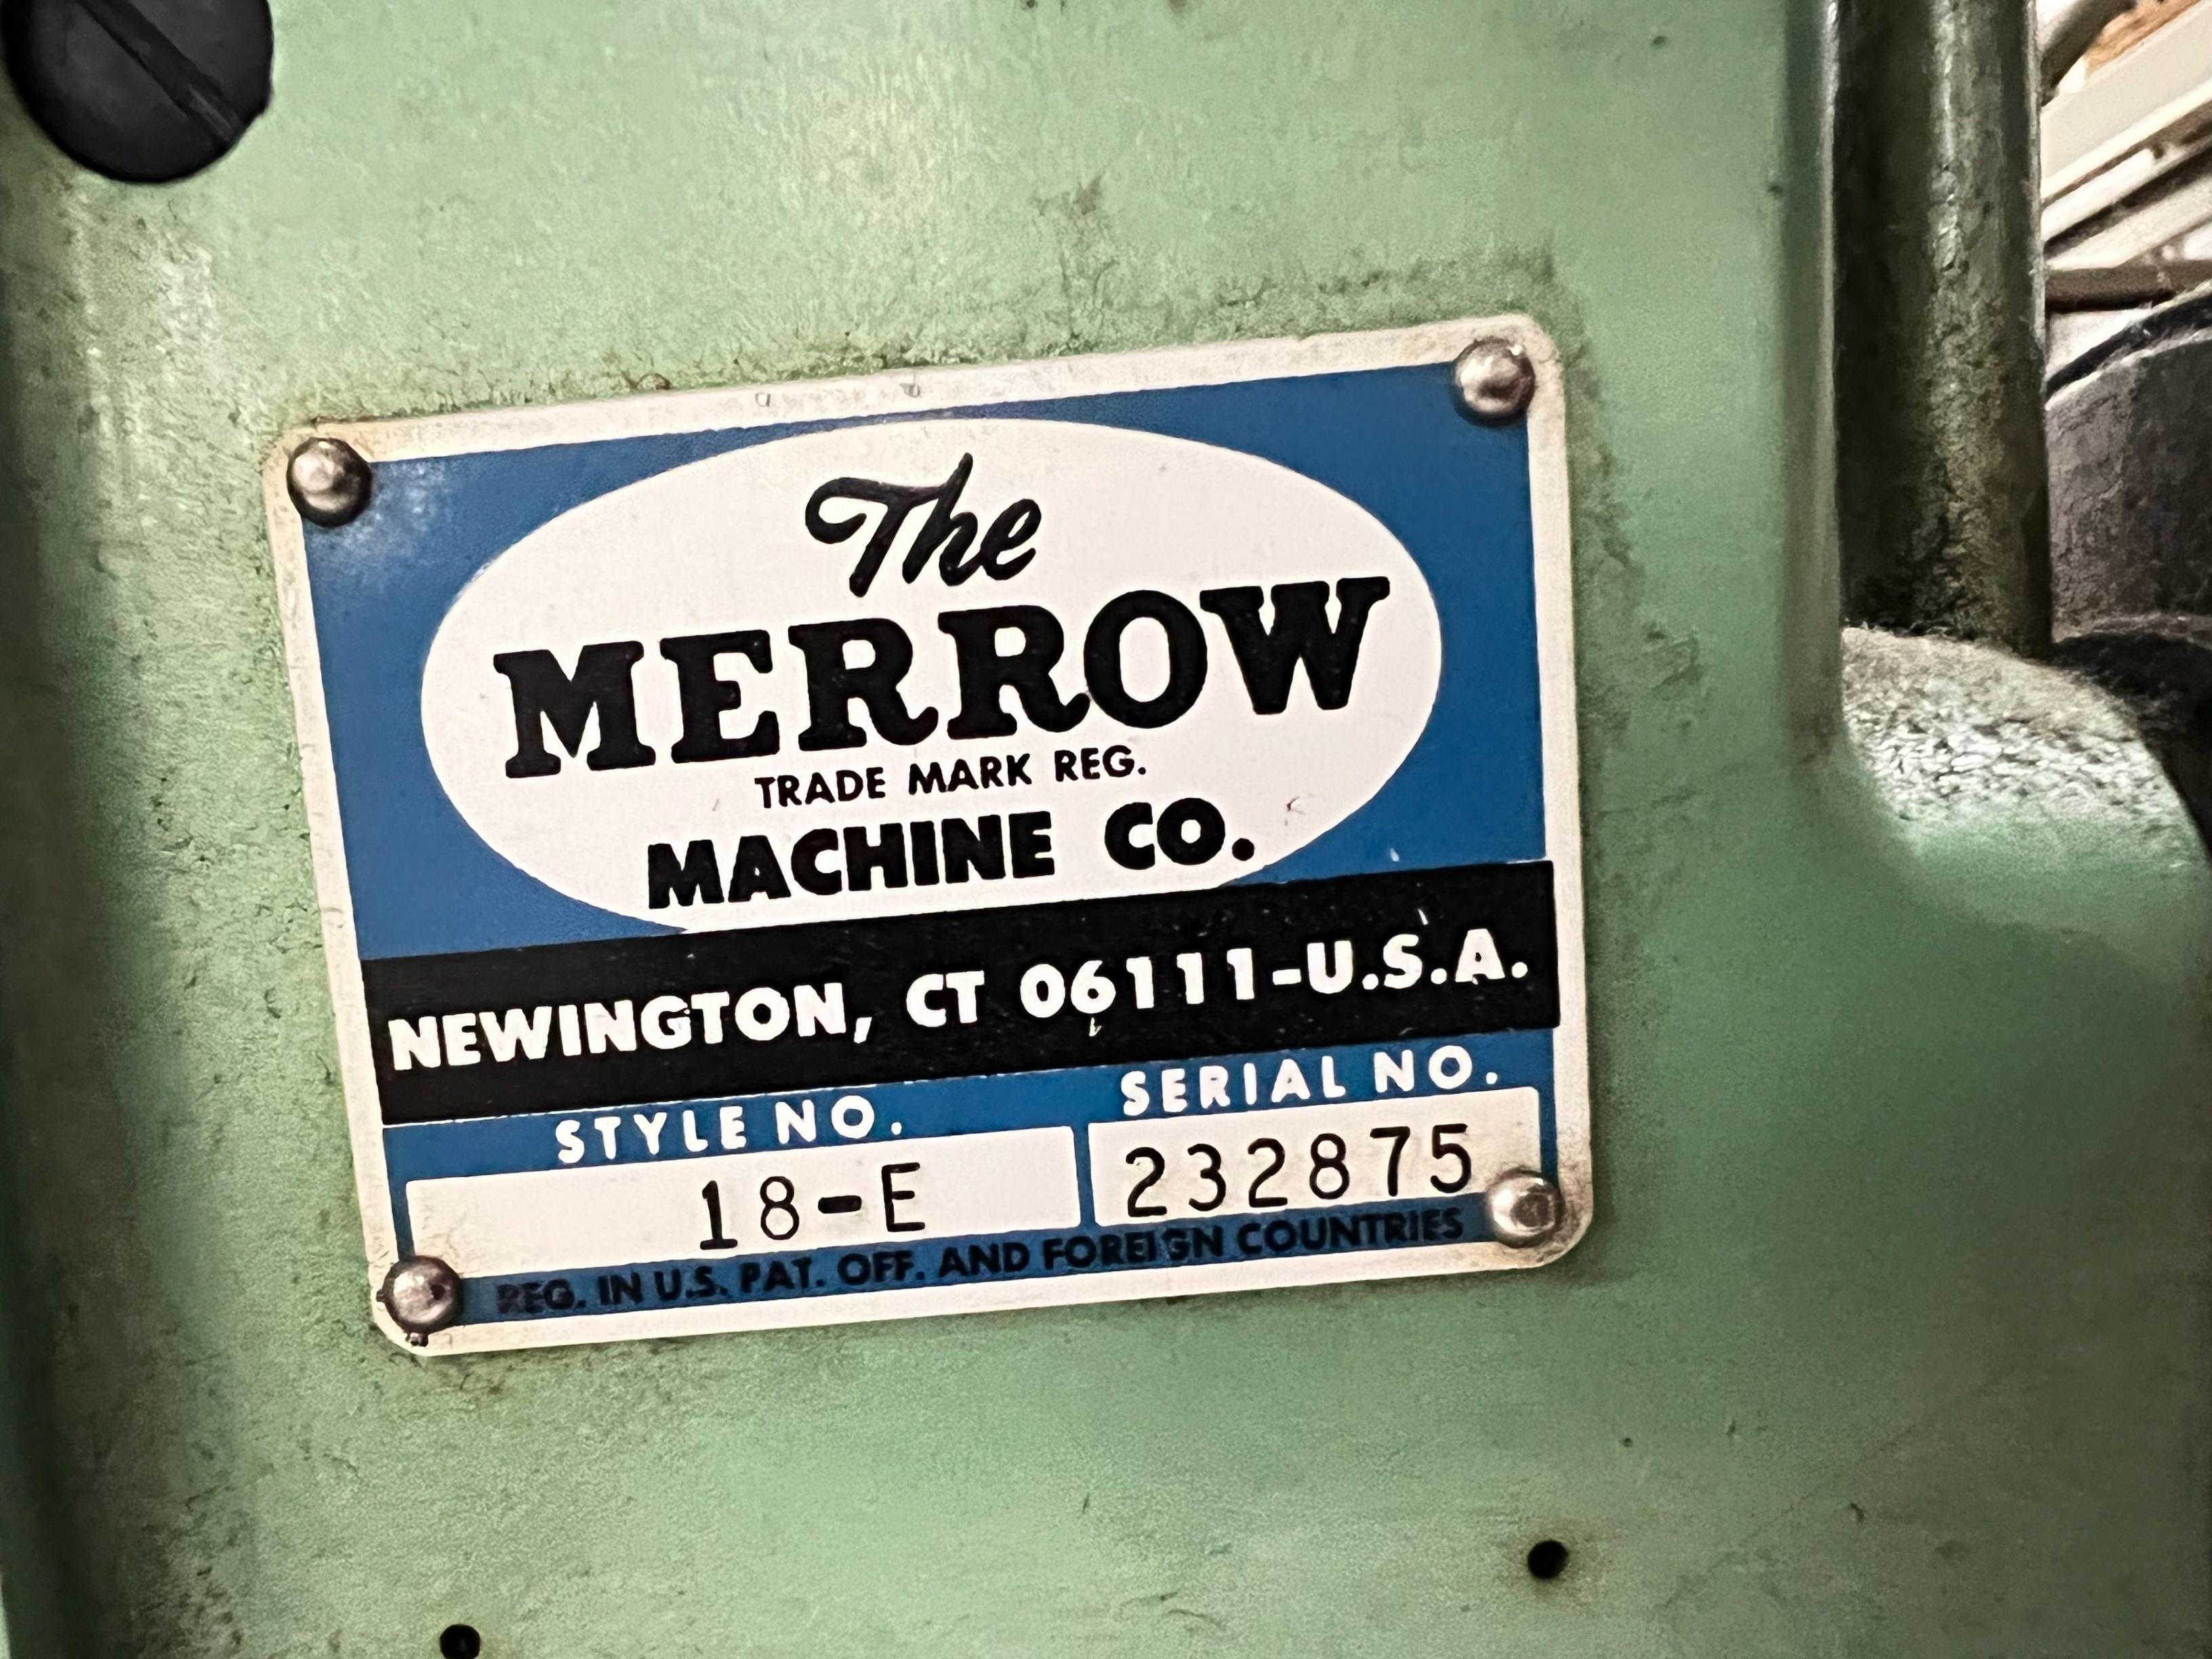 The
MERROW
TRADE MARK REG.
MACHINE CO.
NEWINGTON, CT 06111-U.S.A.
STYLE NO. SERIAL NO.
18-E 232875
REG. IN U.S. PAT. OFF. AND FOREIGN COUNTRIES